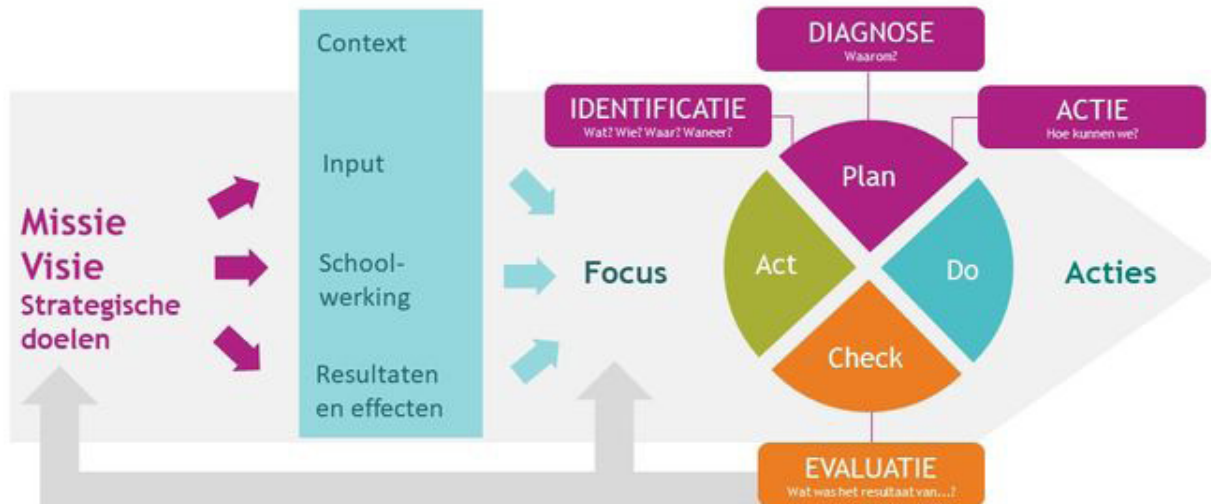 Missie
Visie
Strategische
doelen
Context
Input
School-
werking
Resultaten
en effecten
Focus
IDENTIFICATIE
Wat? Wie? Waar? Waneer?
DIAGNOSE
Waarom?
ACTIE
Hoe kunnen we?
Plan
Do
Check
Act
EVALUATIE
Wat was het resultaat van...?
Acties